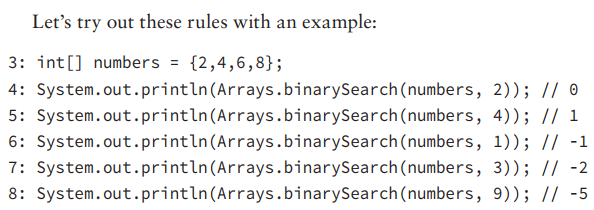 Let’s try out these rules with an example:
3: int[] numbers = {2,4,6,8};
4: System.out.println(Arrays.binarySearch(numbers, 2)); // 0
5: System.out.println(Arrays.binarySearch(numbers, 4)); // 1
6: System.out.println(Arrays.binarySearch(numbers, 1)); // -1
7: System.out.println(Arrays.binarySearch(numbers, 3)); // -2
8: System.out.println(Arrays.binarySearch(numbers, 9)); // -5